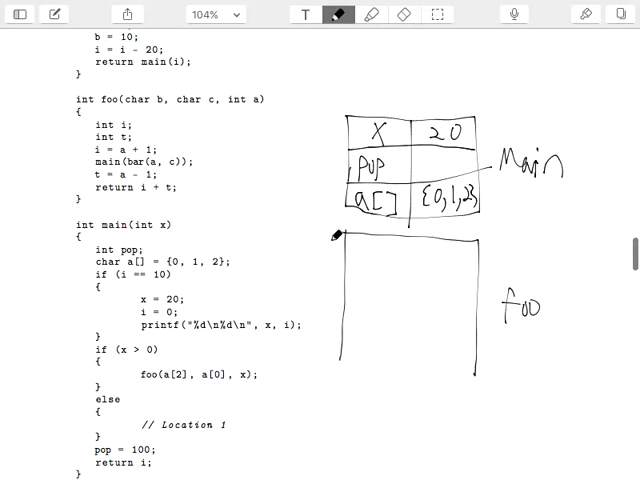 104%
T
b = 10;
i = i - 20;
return main(i);
}
int foo(char b, char c, int a)
{
int i;
int t;
i = a + 1;
main(bar(a, c));
t = a - 1;
return i + t;
}
int main(int x)
{
int pop;
char a[] = {0, 1, 2};
if (i == 10)
{
x = 20;
i = 0;
printf("%d\n%d\n", x, i);
}
if (x > 0)
{
foo(a[2], a[0], x);
}
else
{
// Location 1
}
pop = 100;
return i;
}
X 20
pop
a[] {0,1,2}
Main
foo